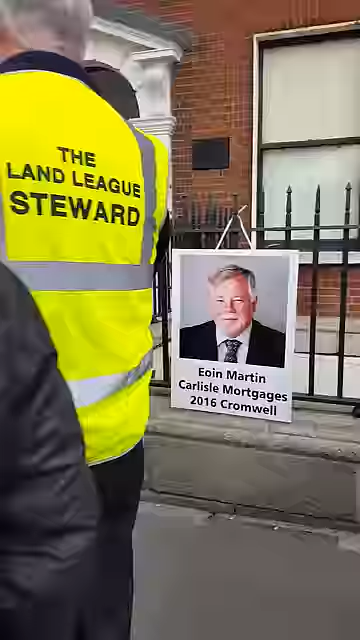 THE
LAND LEAGUE
STEWARD
Eoin Martin
Carlisle Mortgages
2016 Cromwell